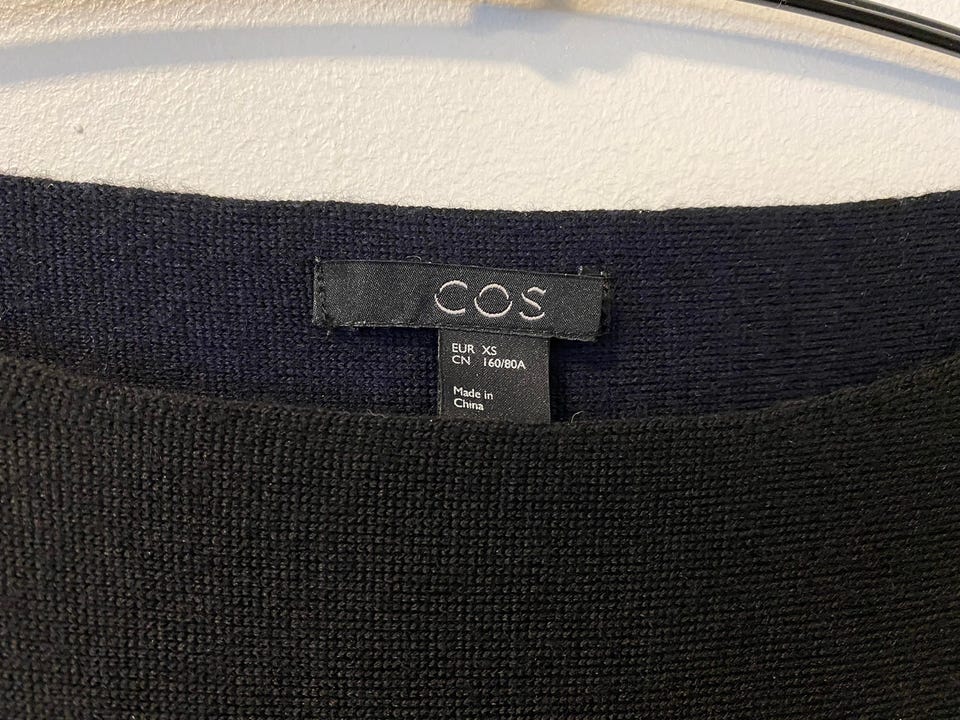 COS
EUR XS
CN 160/80A
Made in
China